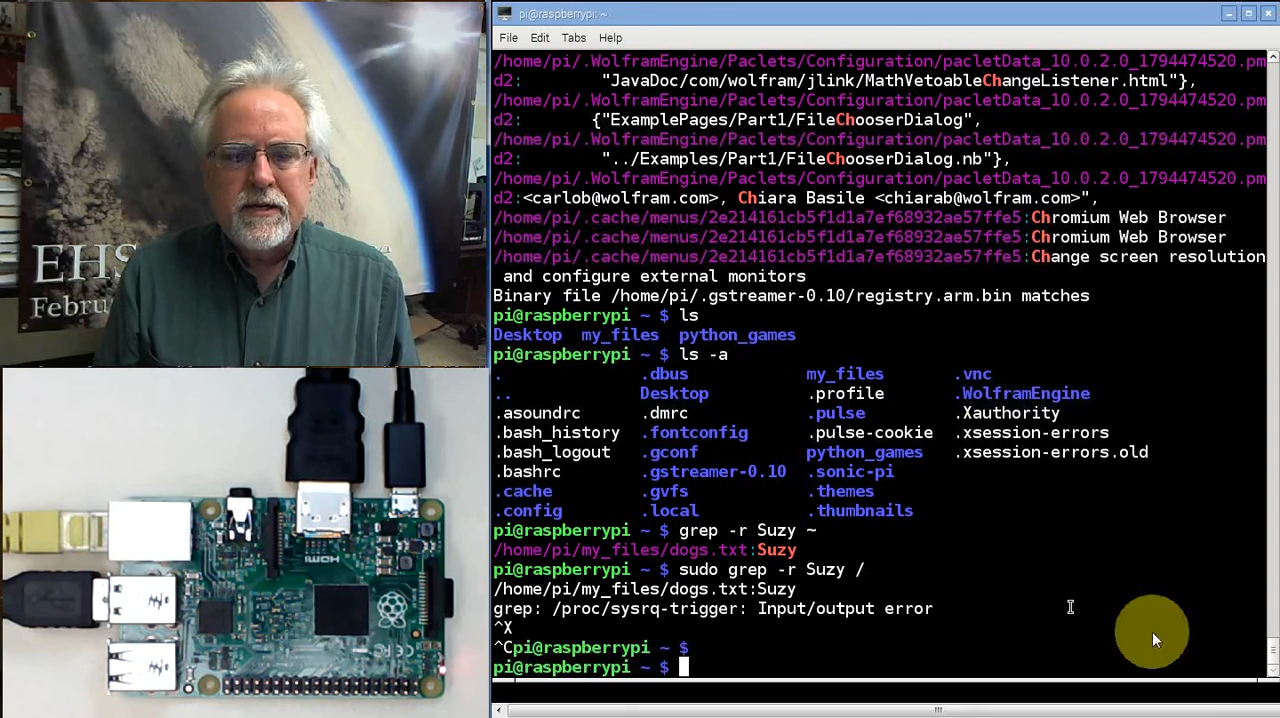 EHS
Februa
pi@raspberrypi: ~
File Edit Tabs Help
/home/pi/.WolframEngine/Paclets/Configuration/pacletData_10.0.2.0_1794474520.pm
d2: "JavaDoc/com/wolfram/jlink/MathVetoableChangeListener.html"},
/home/pi/.WolframEngine/Paclets/Configuration/pacletData_10.0.2.0_1794474520.pm
d2: {"ExamplePages/Part1/FileChooserDialog",
/home/pi/.WolframEngine/Paclets/Configuration/pacletData_10.0.2.0_1794474520.pm
d2: "../Examples/Part1/FileChooserDialog.nb"},
/home/pi/.WolframEngine/Paclets/Configuration/pacletData_10.0.2.0_1794474520.pm
d2:<carlob@wolfram.com>, Chiara Basile <chiarab@wolfram.com>",
/home/pi/.cache/menus/2e214161cb5f1d1a7ef68932ae57ffe5:Chromium Web Browser
/home/pi/.cache/menus/2e214161cb5f1d1a7ef68932ae57ffe5:Chromium Web Browser
/home/pi/.cache/menus/2e214161cb5f1d1a7ef68932ae57ffe5:Change screen resolution
and configure external monitors
Binary file /home/pi/.gstreamer-0.10/registry.arm.bin matches
pi@raspberrypi ~ $ ls
Desktop my_files python_games
pi@raspberrypi ~ $ ls -a
. .dbus my_files .vnc
.. Desktop .profile .WolframEngine
.asoundrc .dmrc .pulse .Xauthority
.bash_history .fontconfig .pulse-cookie .xsession-errors
.bash_logout .gconf python_games .xsession-errors.old
.bashrc .gstreamer-0.10 .sonic-pi
.cache .gvfs .themes
.config .local .thumbnails
pi@raspberrypi ~ $ grep -r Suzy ~
/home/pi/my_files/dogs.txt:Suzy
pi@raspberrypi ~ $ sudo grep -r Suzy /
/home/pi/my_files/dogs.txt:Suzy
grep: /proc/sysrq-trigger: Input/output error
^X
^Cpi@raspberrypi ~ $
pi@raspberrypi ~ $
HDMI